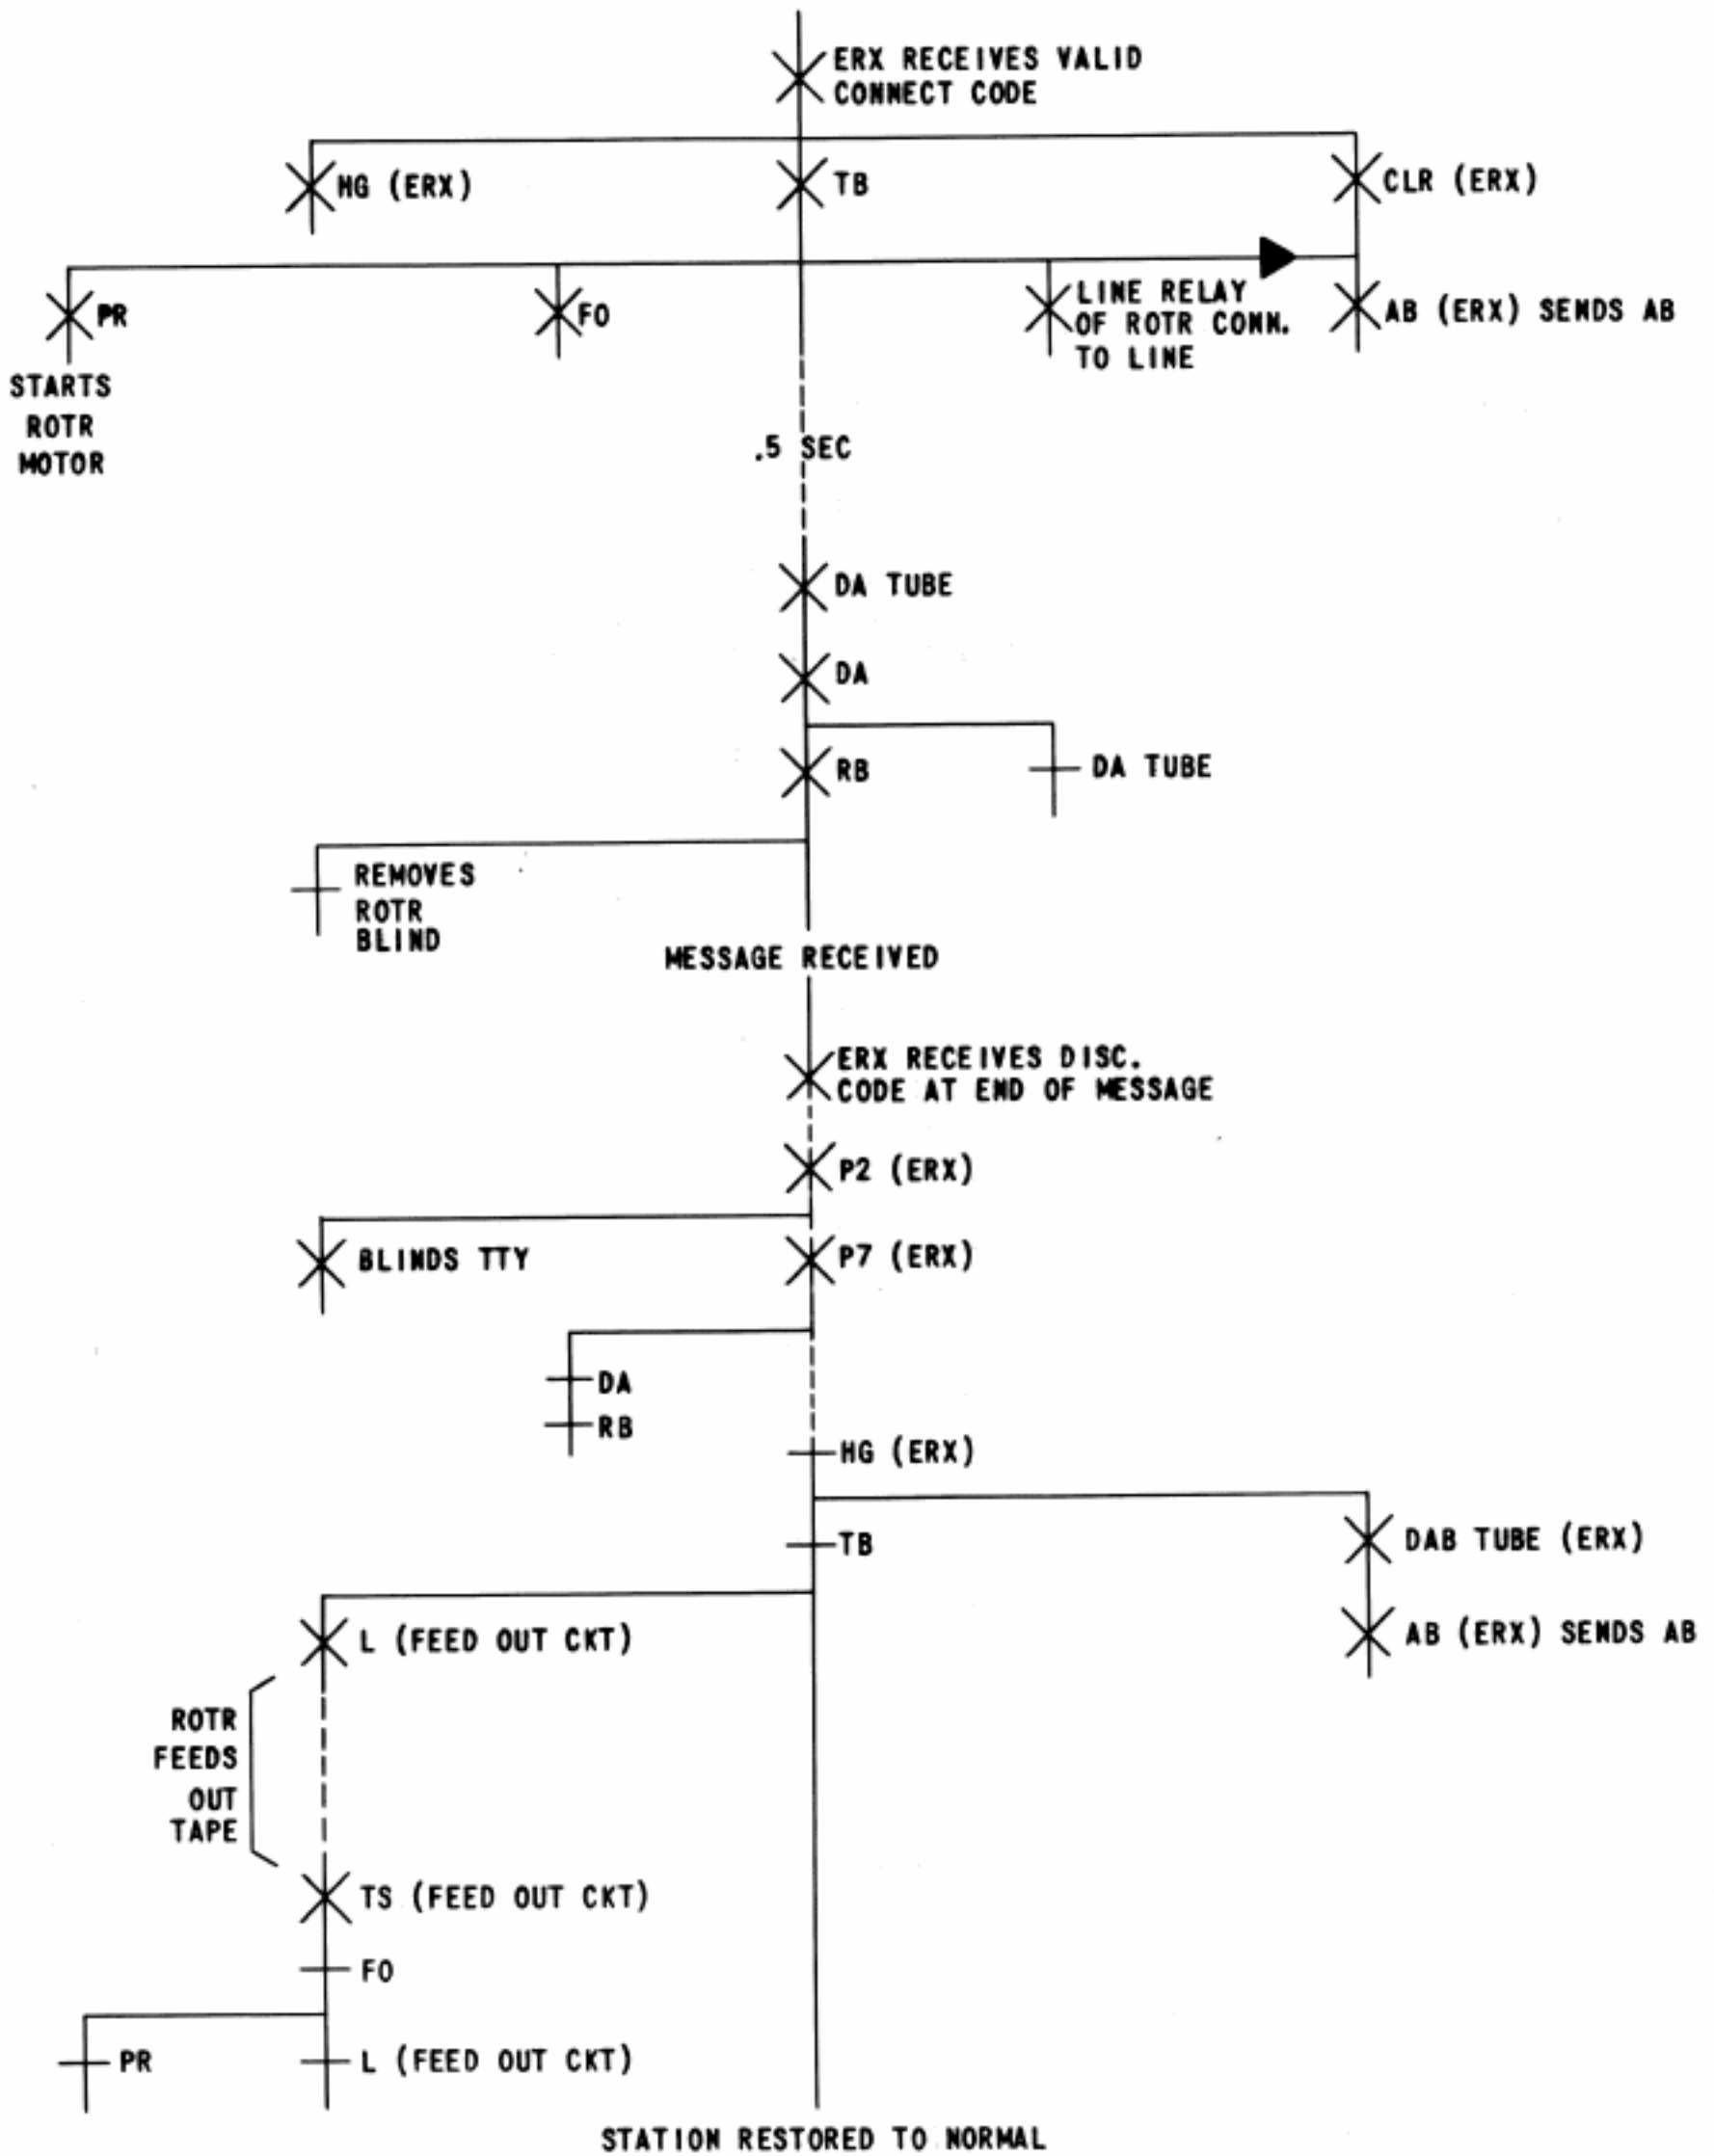 ERX RECEIVES VALID
CONNECT CODE
HG (ERX)
TB
CLR (ERX)
PR
FO
LINE RELAY
OF ROTR CONN.
TO LINE
AB (ERX) SENDS AB
STARTS
ROTR
MOTOR
.5 SEC
DA TUBE
DA
RB
DA TUBE
REMOVES
ROTR
BLIND
MESSAGE RECEIVED
ERX RECEIVES DISC.
CODE AT END OF MESSAGE
P2 (ERX)
BLINDS TTY
P7 (ERX)
DA
RB
HG (ERX)
TB
DAB TUBE (ERX)
L (FEED OUT CKT)
AB (ERX) SENDS AB
ROTR
FEEDS
OUT
TAPE
TS (FEED OUT CKT)
FO
PR
L (FEED OUT CKT)
STATION RESTORED TO NORMAL